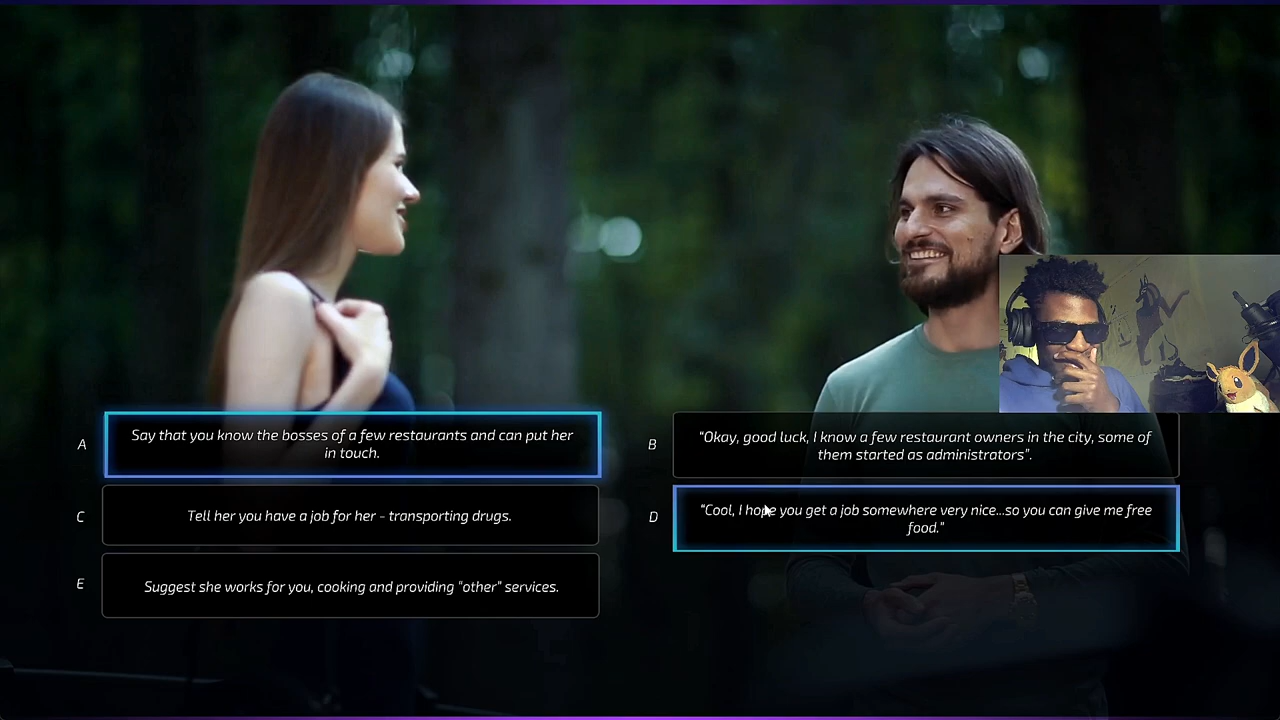 A
Say that you know the bosses of a few restaurants and can put her
in touch.
B
"Okay, good luck, I know a few restaurant owners in the city, some of
them started as administrators".
C
Tell her you have a job for her - transporting drugs.
D
"Cool, I hope you get a job somewhere very nice...so you can give me free
food."
E
Suggest she works for you, cooking and providing "other" services.